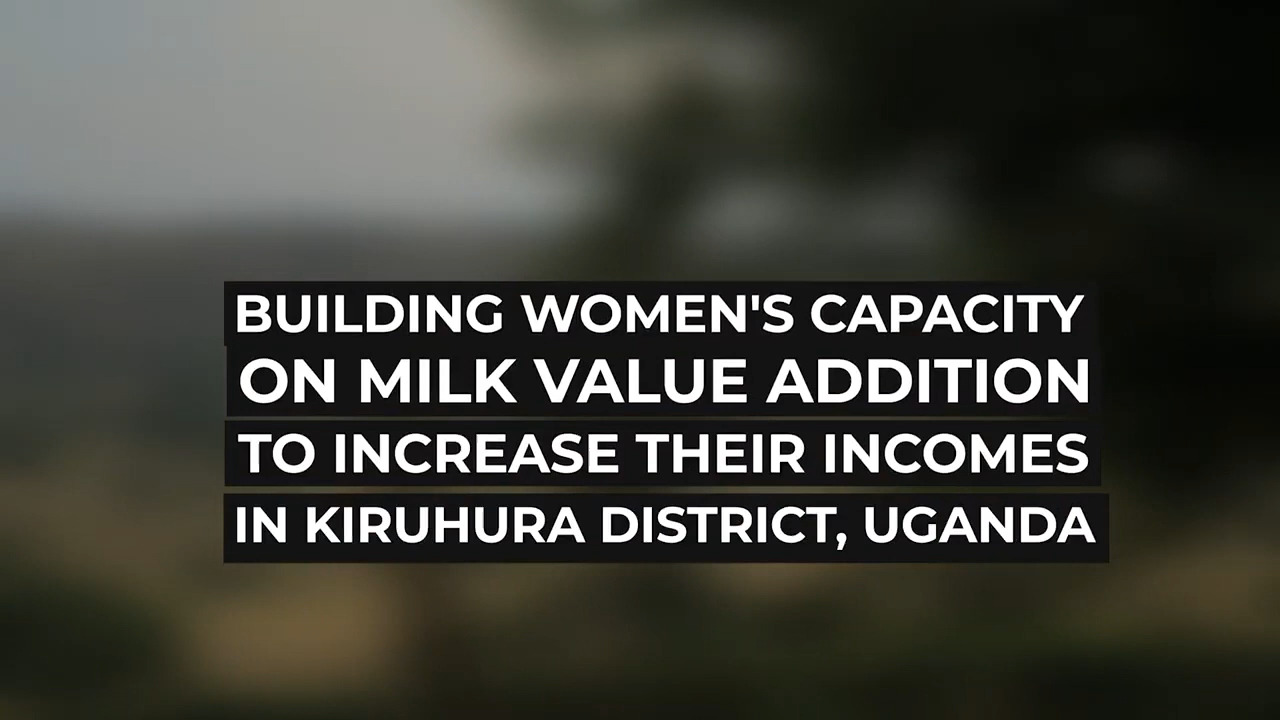 BUILDING WOMEN'S CAPACITY
ON MILK VALUE ADDITION
TO INCREASE THEIR INCOMES
IN KIRUHURA DISTRICT, UGANDA